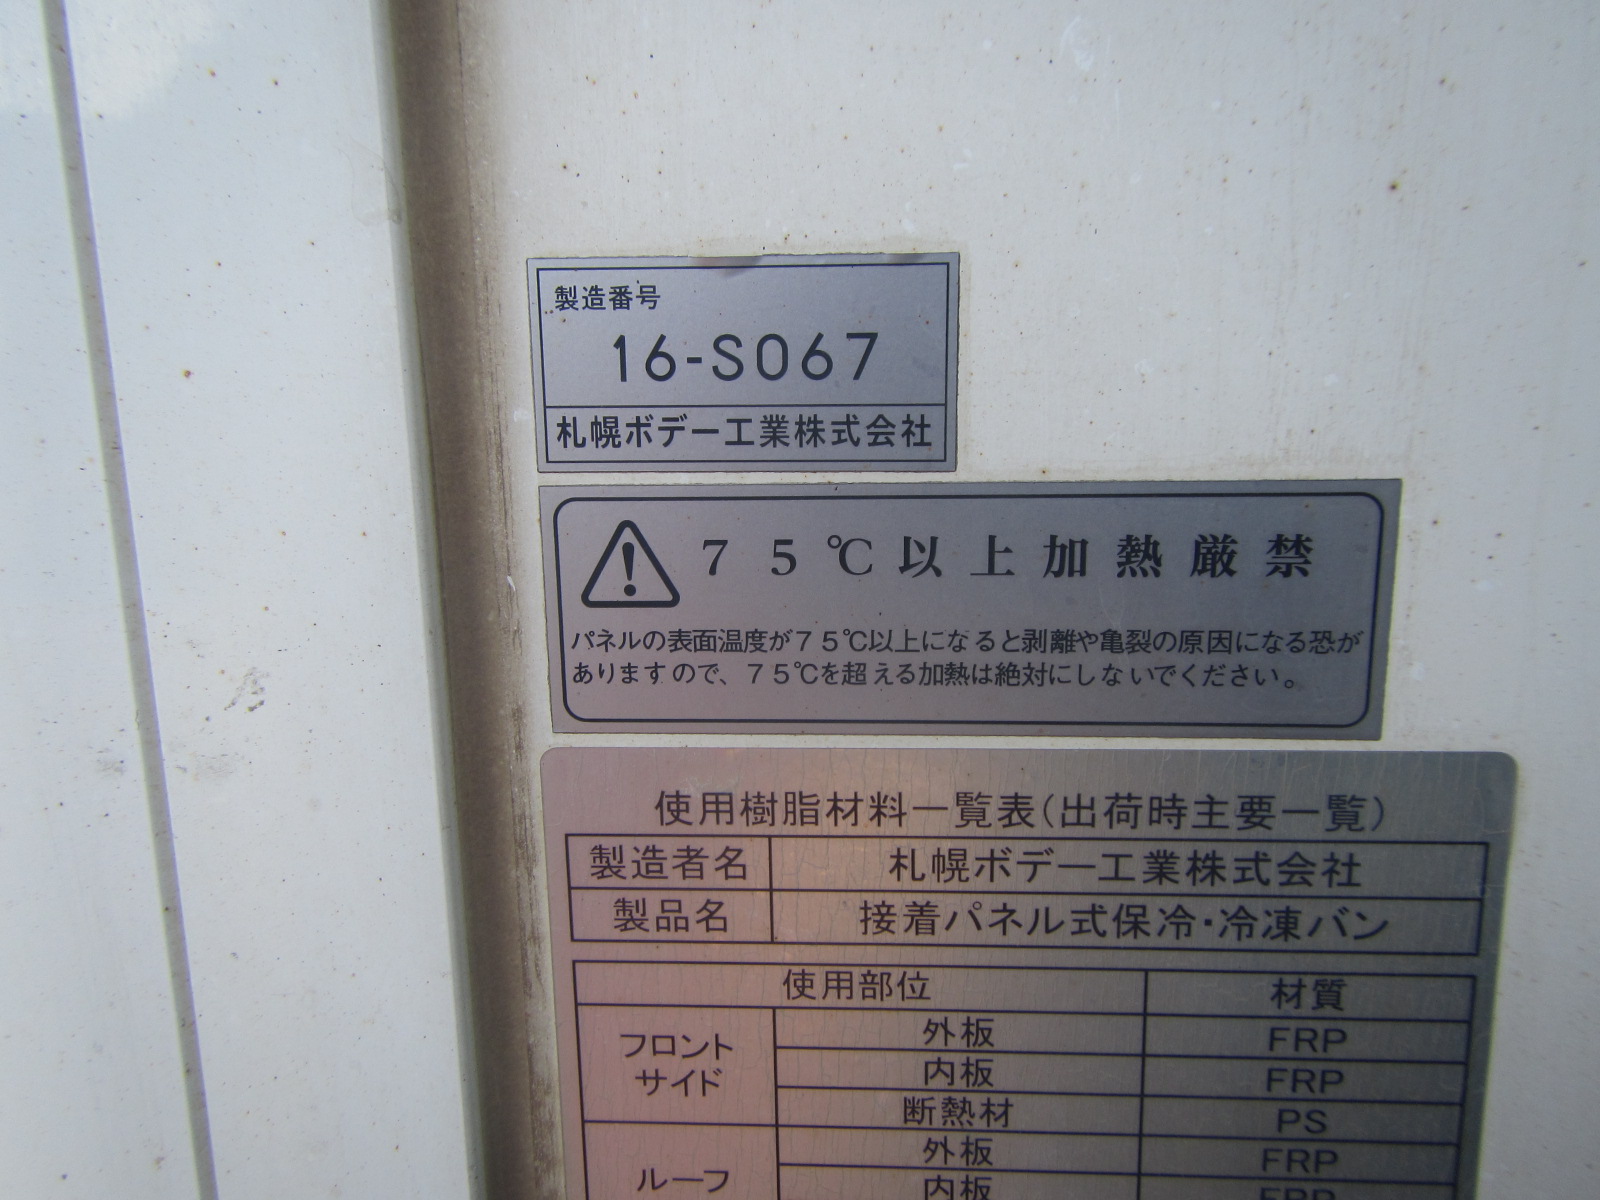 製造番号
16-S067
札幌ボデー工業株式会社
75℃以上加熱厳禁
パネルの表面温度が75℃以上になると剥離や亀裂の原因になる恐が
ありますので、75℃を超える加熱は絶対にしないでください。
使用樹脂材料一覧表(出荷時主要一覧)
製造者名 札幌ボデー工業株式会社
製品名 接着パネル式保冷・冷凍バン
使用部位 材質
フロント
サイド
外板 FRP
内板 FRP
断熱材 PS
ルーフ
外板 FRP
内板 FRP